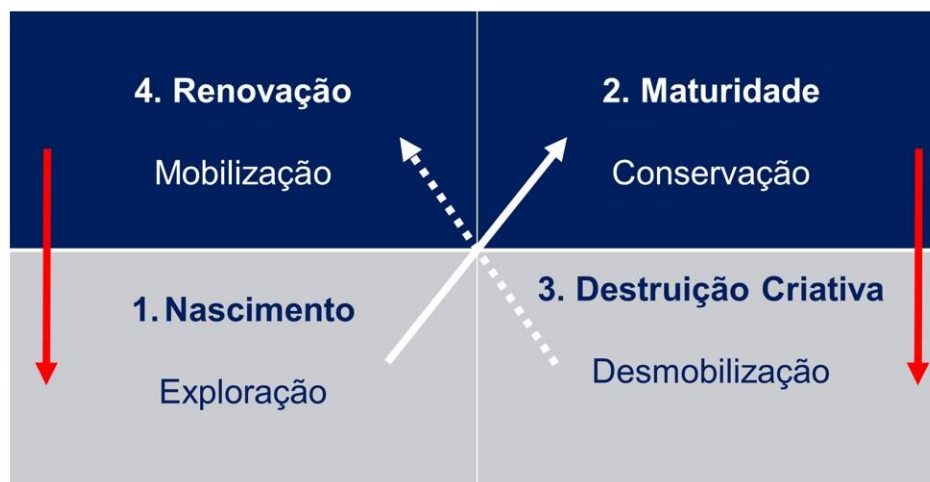 4. Renovação
Mobilização
2. Maturidade
Conservação
1. Nascimento
Exploração
3. Destruição Criativa
Desmobilização